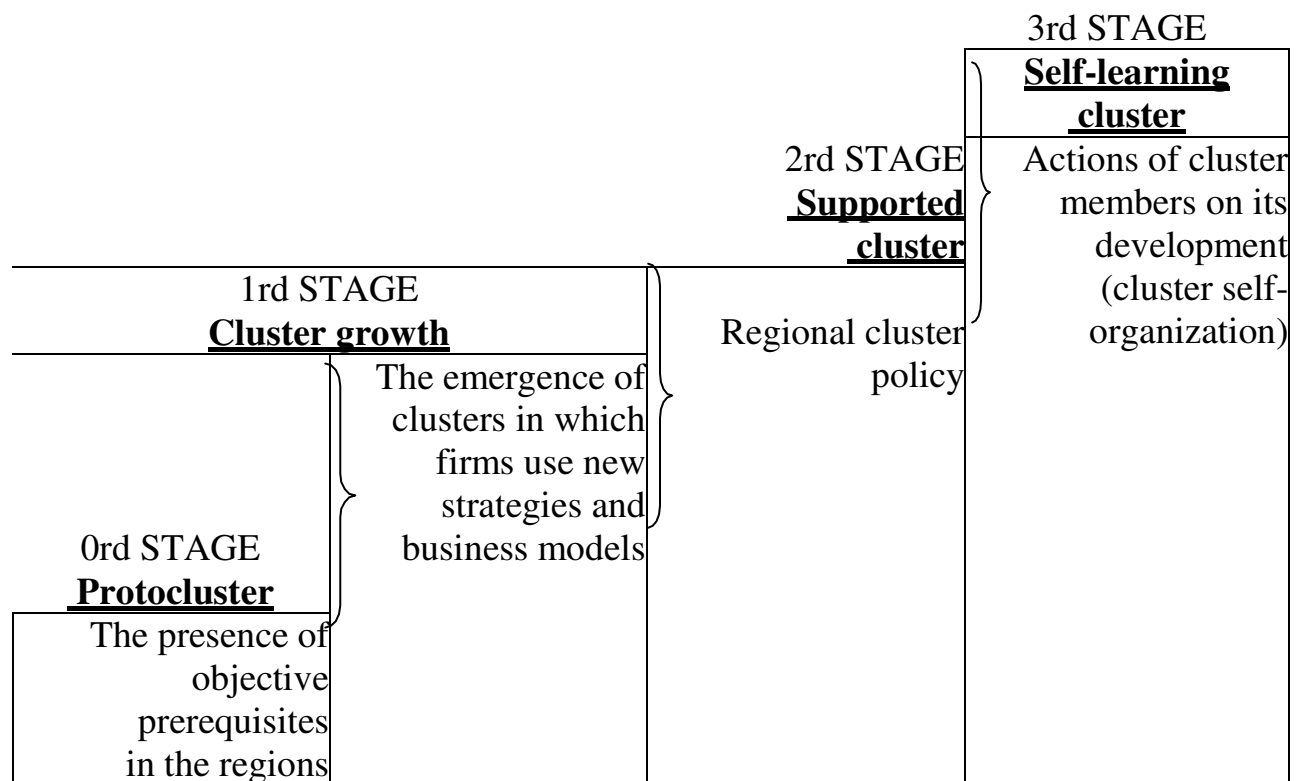 0rd STAGE
Protocluster
The presence of
objective
prerequisites
in the regions
1rd STAGE
Cluster growth
The emergence of
clusters in which
firms use new
strategies and
business models
2rd STAGE
Supported
cluster
Regional cluster
policy
3rd STAGE
Self-learning
cluster
Actions of cluster
members on its
development
(cluster self-
organization)